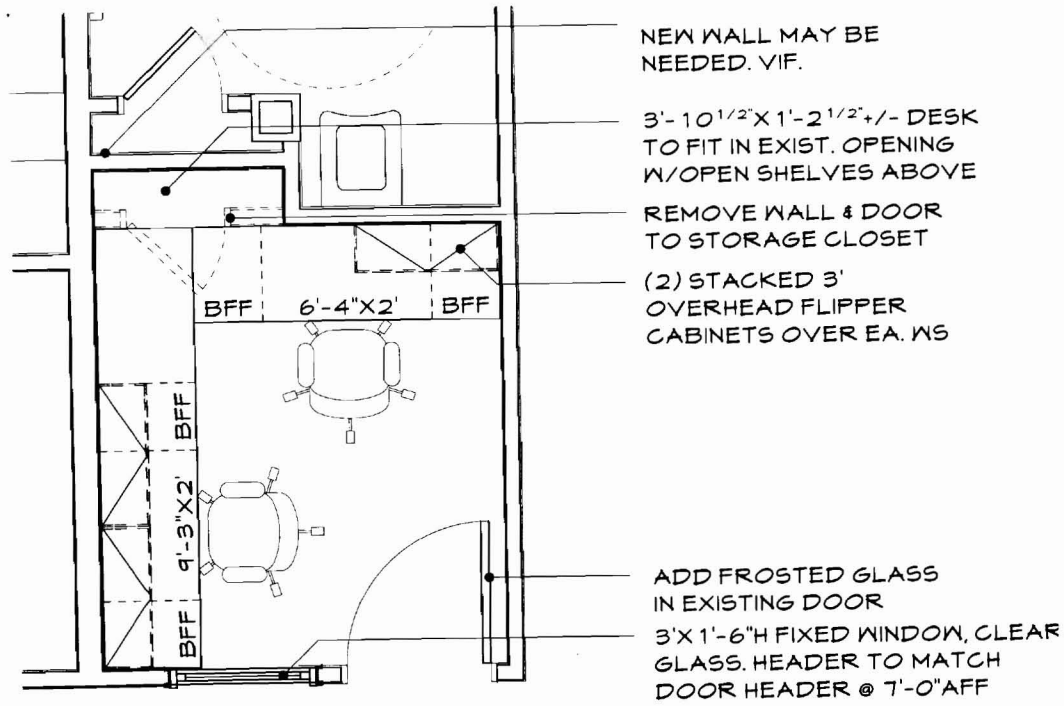 NEW WALL MAY BE
NEEDED. VIF.
3'-10 1/2"X1'-2 1/2"+/- DESK
TO FIT IN EXIST. OPENING
W/OPEN SHELVES ABOVE
REMOVE WALL & DOOR
TO STORAGE CLOSET
(2) STACKED 3'
OVERHEAD FLIPPER
CABINETS OVER EA. WS
BFF 6'-4"X2' BFF
BFF
9'-3"X2'
BFF
ADD FROSTED GLASS
IN EXISTING DOOR
3'X1'-6"H FIXED WINDOW, CLEAR
GLASS. HEADER TO MATCH
DOOR HEADER @ 7'-0"AFF